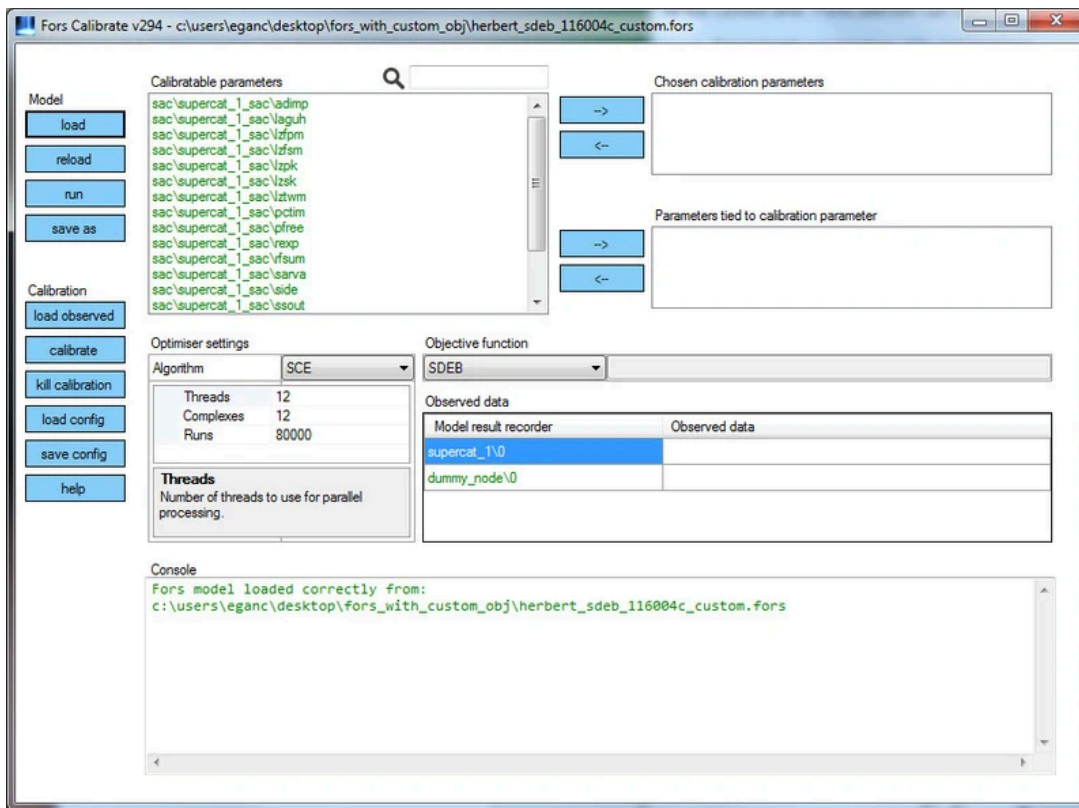 Fors Calibrate v294 - c:\users\eganc\desktop\fors_with_custom_obj\herbert_sdeb_116004c_custom.fors
Calibratable parameters
Chosen calibration parameters
Model
load
reload
run
save as
sac\supercat_1_sac\adimp
sac\supercat_1_sac\laguh
sac\supercat_1_sac\lzfpm
sac\supercat_1_sac\lzfsm
sac\supercat_1_sac\lzpk
sac\supercat_1_sac\lzsk
sac\supercat_1_sac\lztwm
sac\supercat_1_sac\pctim
sac\supercat_1_sac\pfree
sac\supercat_1_sac\rexp
sac\supercat_1_sac\rfsum
sac\supercat_1_sac\sarva
sac\supercat_1_sac\side
sac\supercat_1_sac\ssout
-->
<--
Parameters tied to calibration parameter
-->
<--
Calibration
load observed
calibrate
kill calibration
load config
save config
help
Optimiser settings
Algorithm SCE
Threads 12
Complexes 12
Runs 80000
Threads
Number of threads to use for parallel
processing.
Objective function
SDEB
Observed data
Model result recorder Observed data
supercat_1\0
dummy_node\0
Console
Fors model loaded correctly from:
c:\users\eganc\desktop\fors_with_custom_obj\herbert_sdeb_116004c_custom.fors